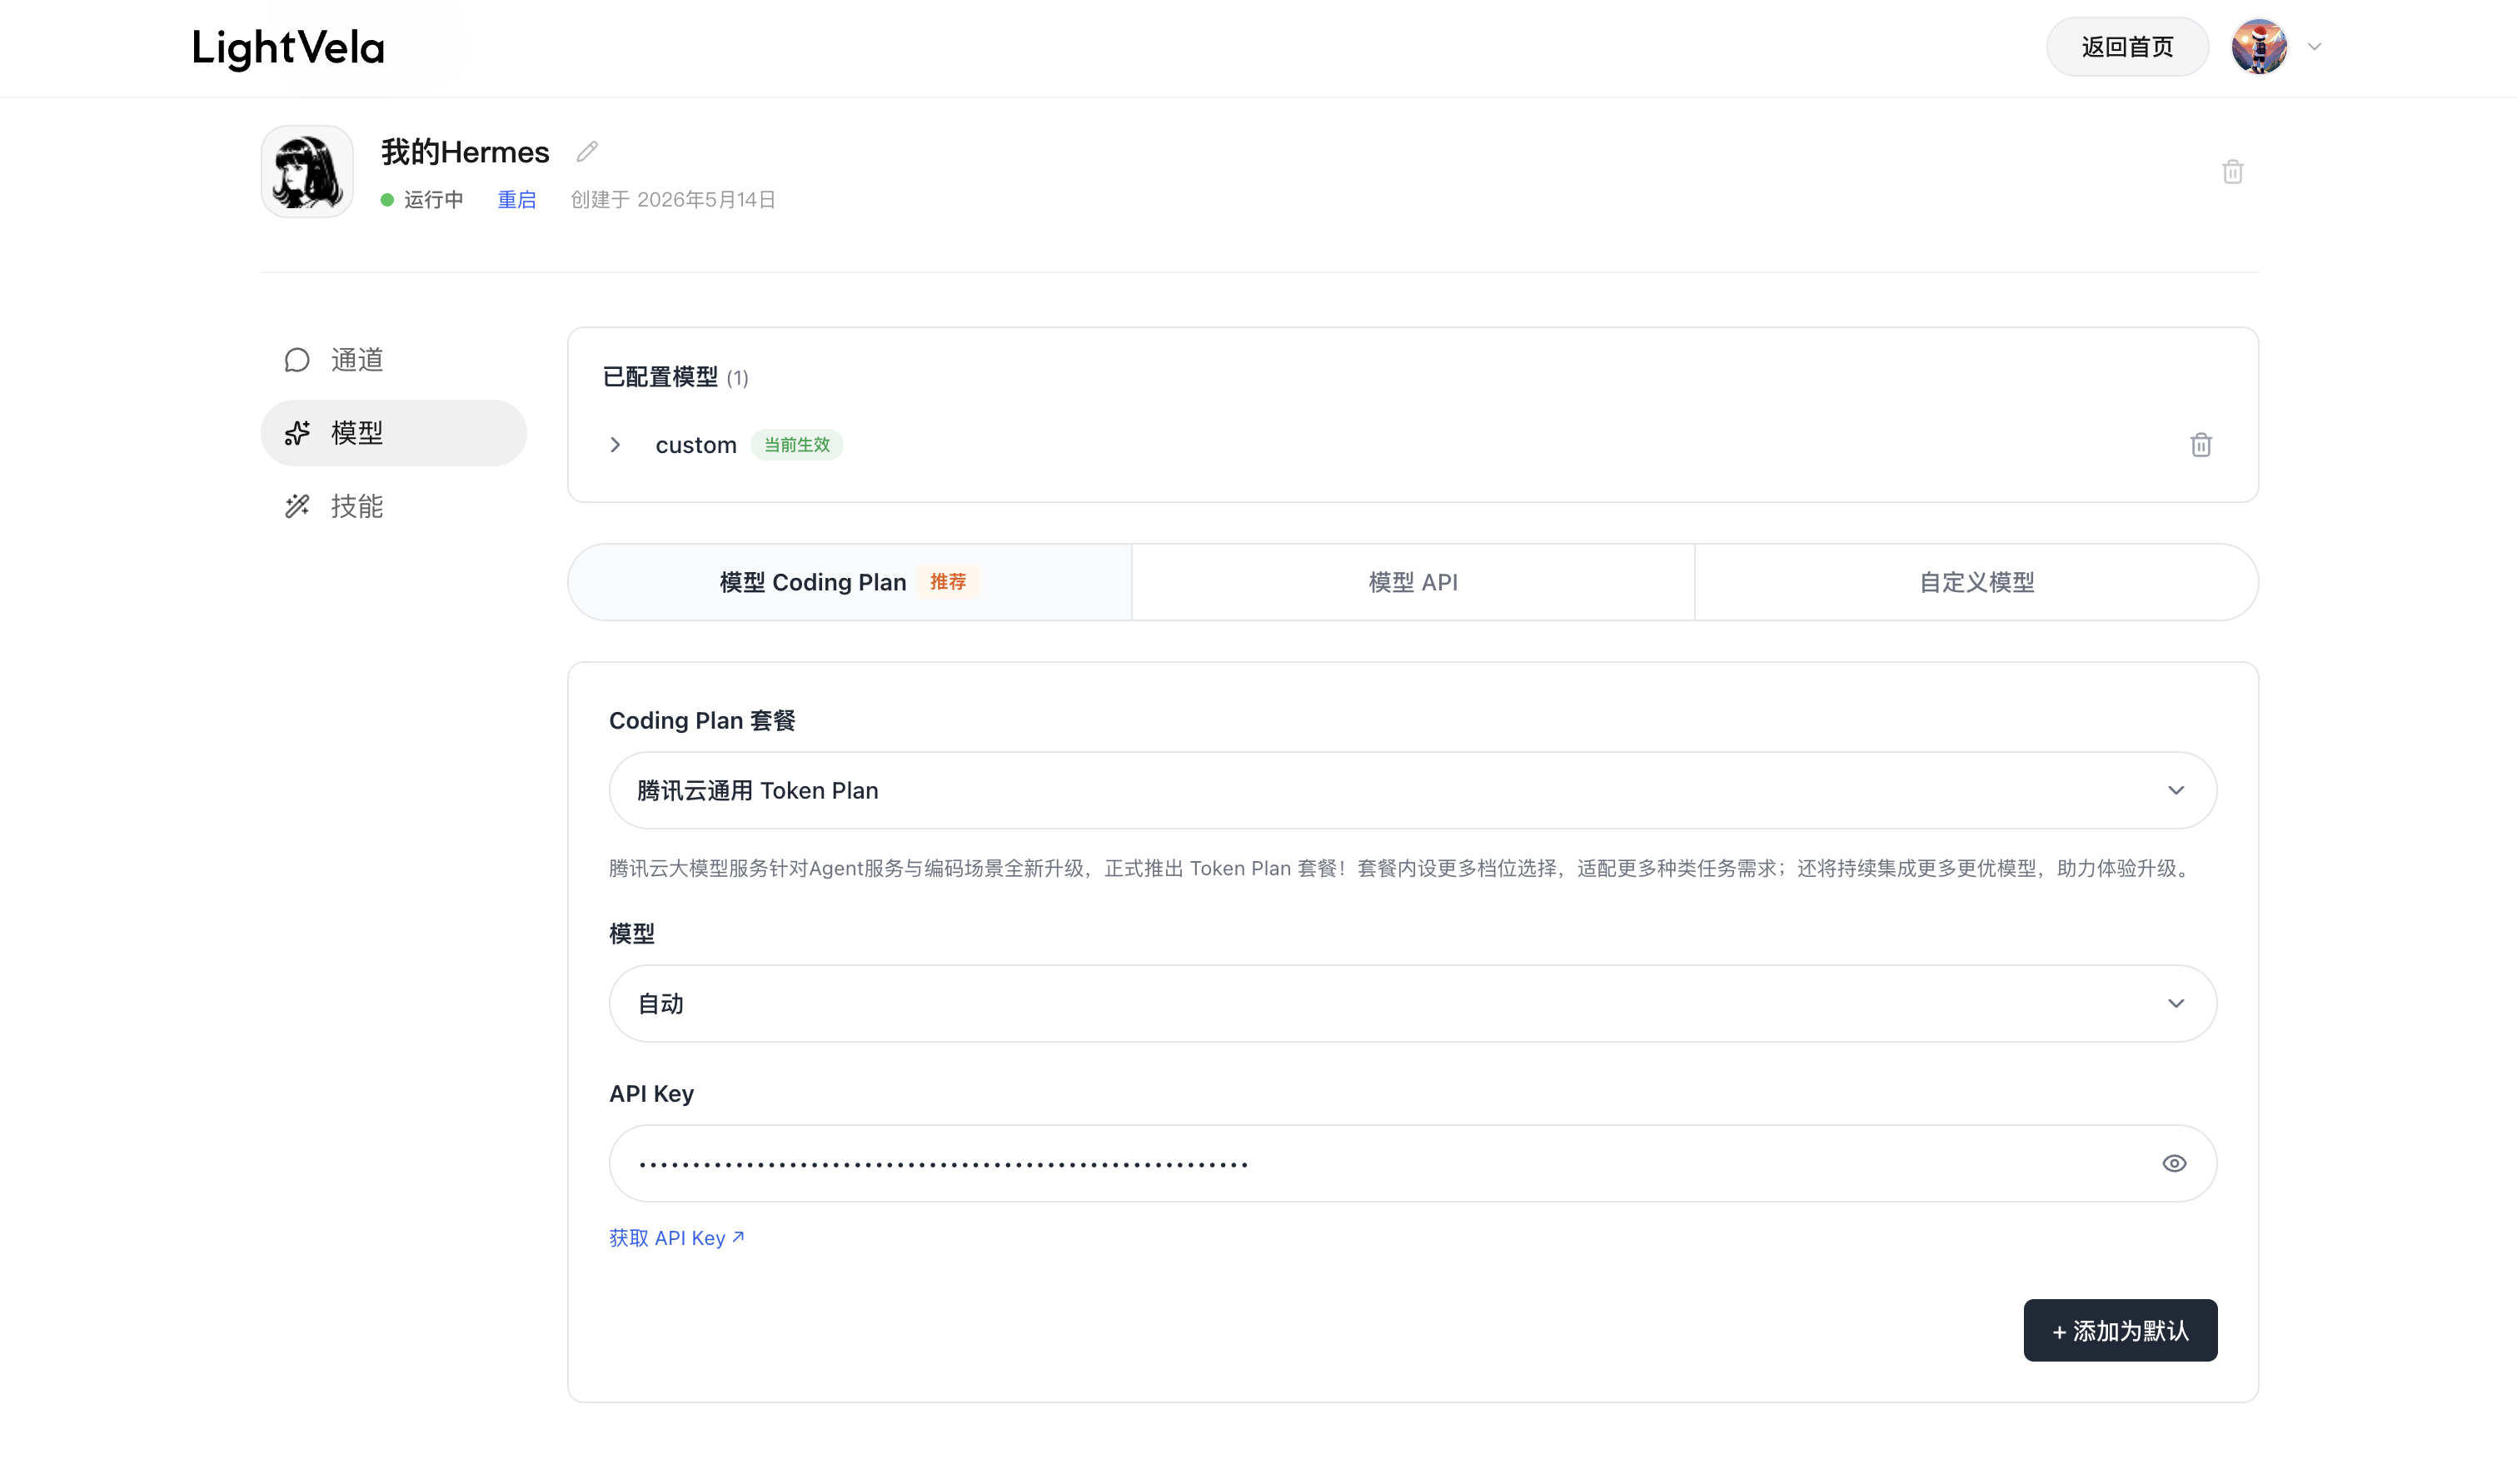 LightVela
返回首页
我的Hermes
运行中 重启 创建于 2026年5月14日
通道
模型
技能
已配置模型 (1)
custom 当前生效
模型 Coding Plan 推荐
模型 API
自定义模型
Coding Plan 套餐
腾讯云通用 Token Plan
腾讯云大模型服务针对Agent服务与编码场景全新升级，正式推出 Token Plan 套餐！套餐内设更多档位选择，适配更多种类任务需求；还将持续集成更多更优模型，助力体验升级。
模型
自动
API Key
获取 API Key ↗
+ 添加为默认